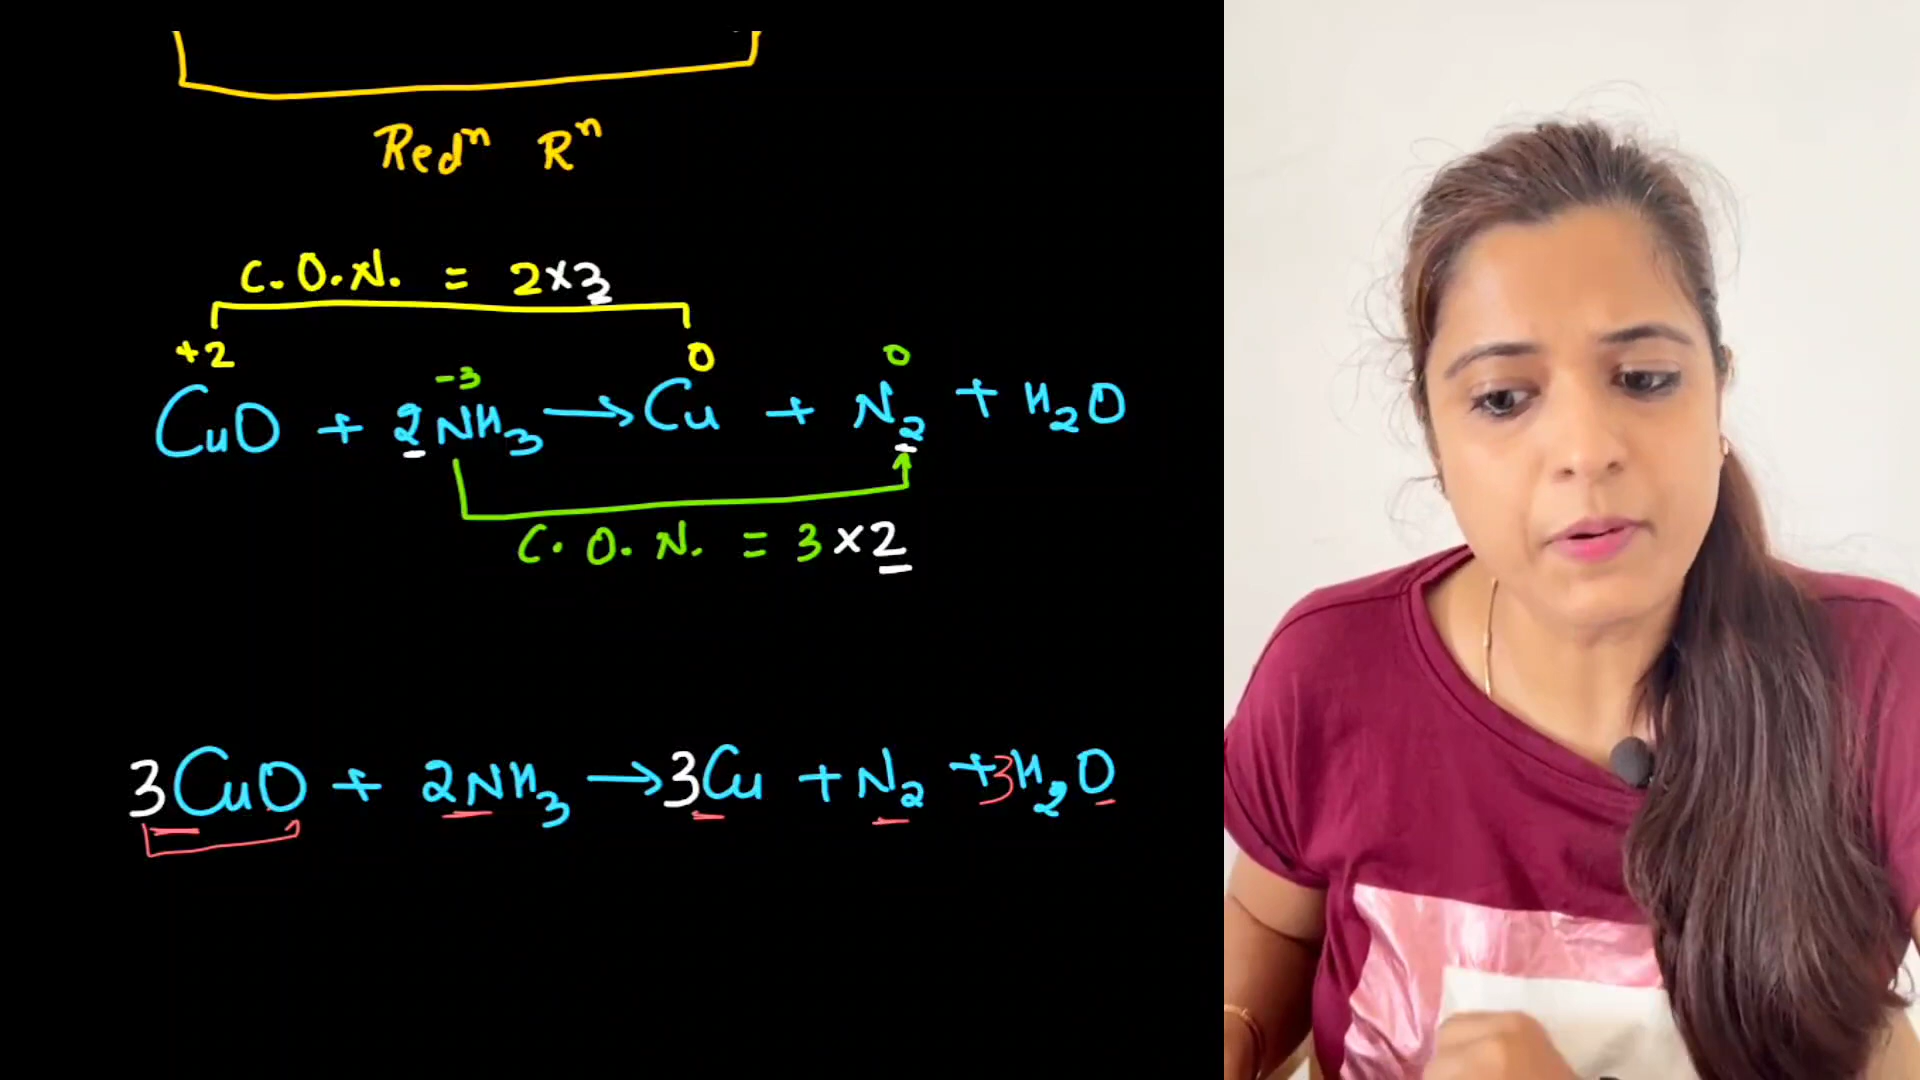 Redⁿ Rⁿ
C.O.N. = 2×3
+2 0 0
-3
CuO + 2NH₃ → Cu + N₂ + H₂O
C.O.N. = 3×2
3CuO + 2NH₃ → 3Cu + N₂ + 3H₂O